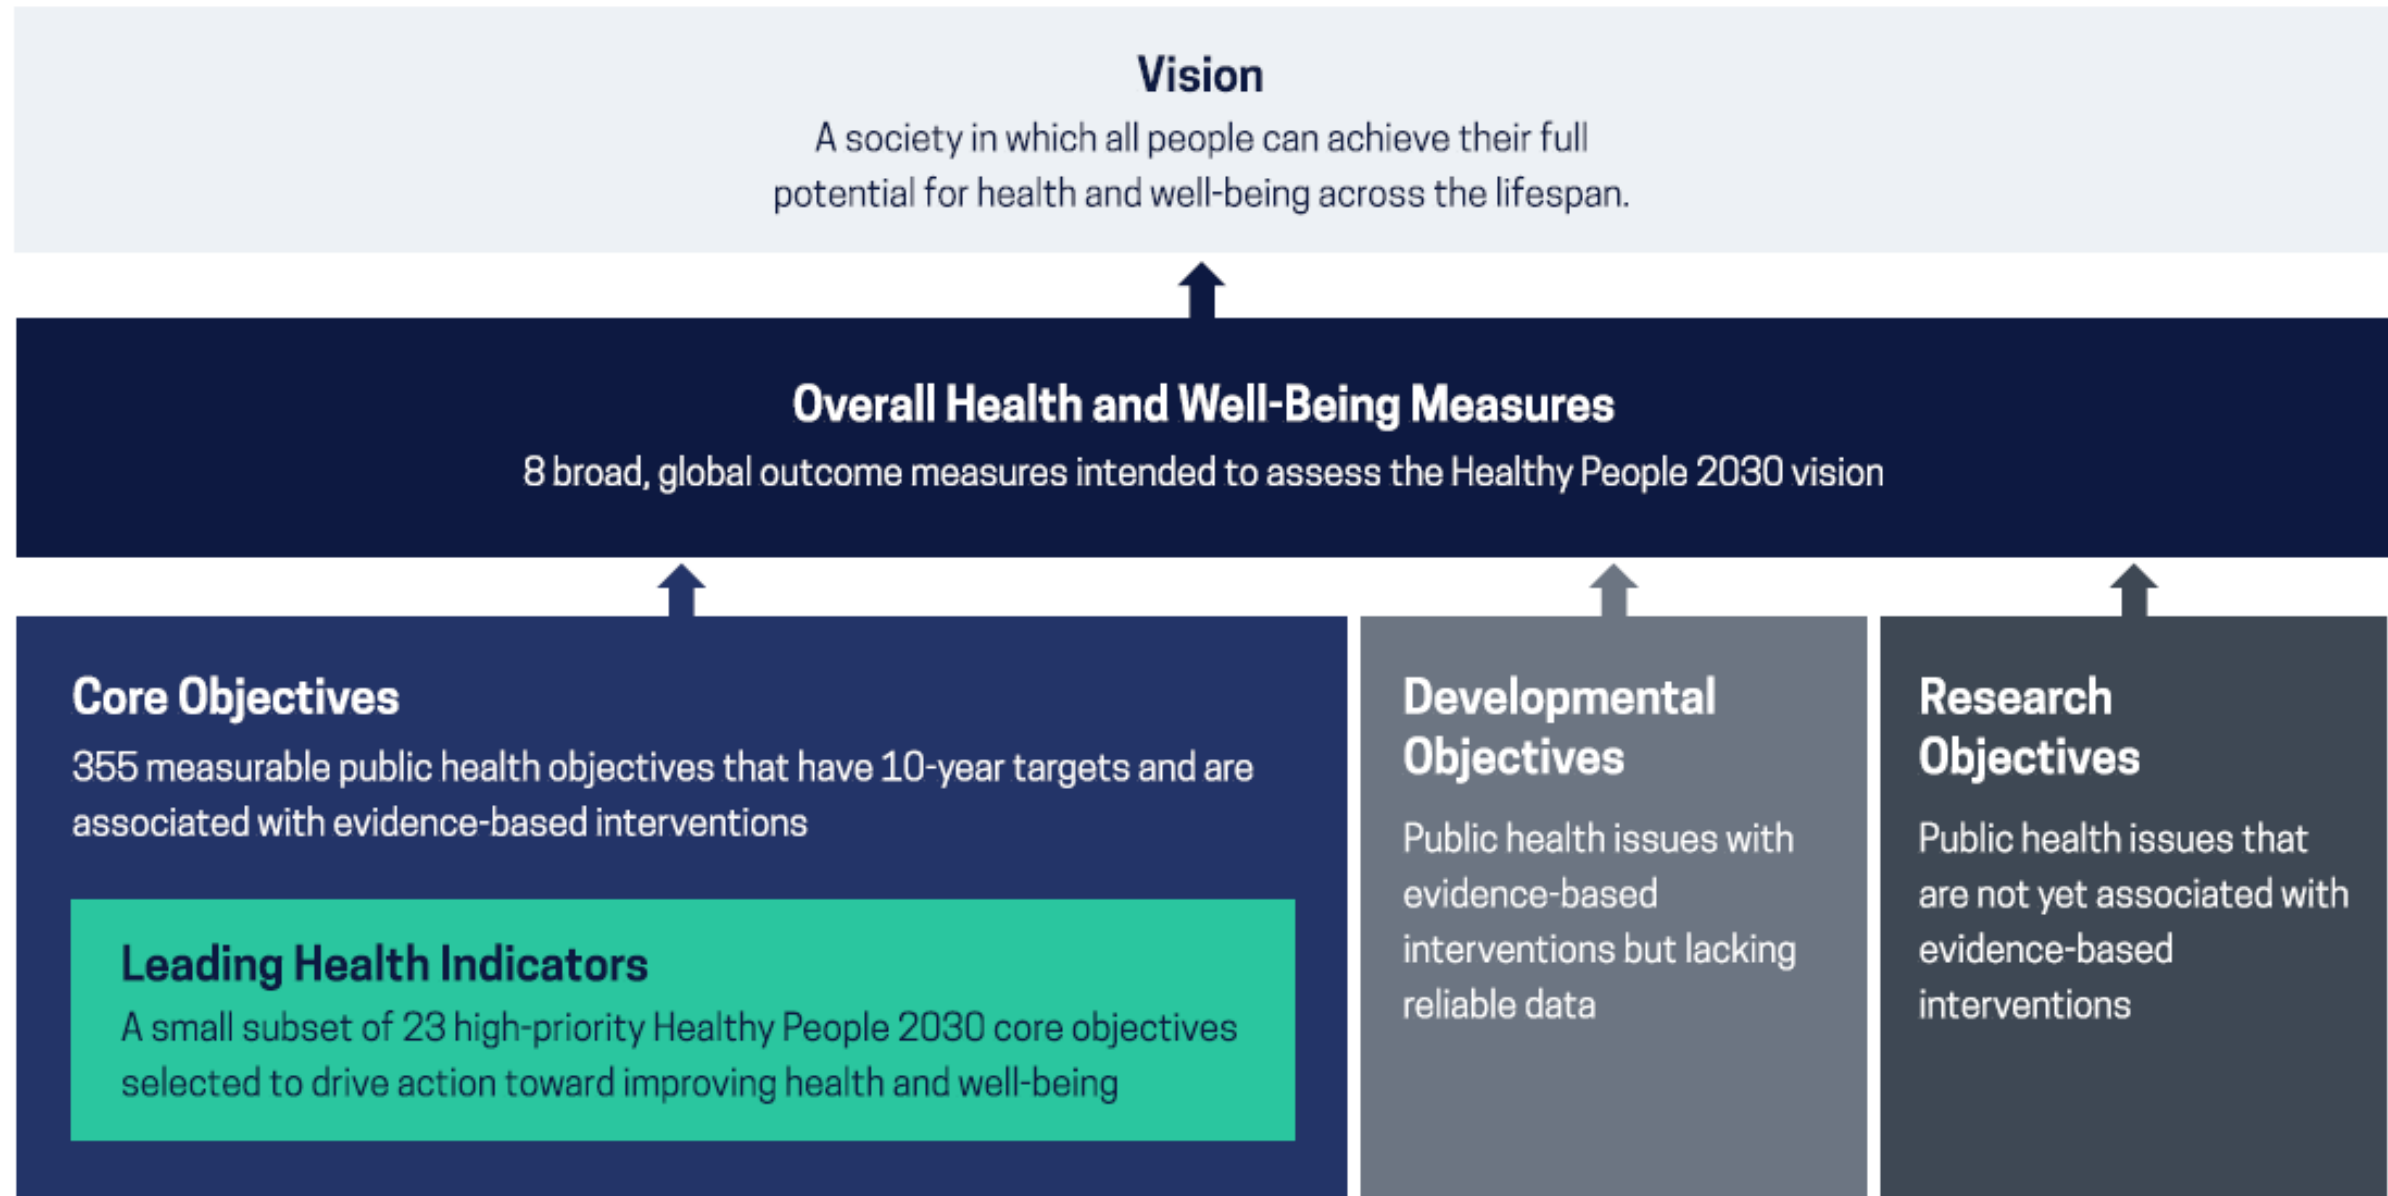 Vision
A society in which all people can achieve their full
potential for health and well-being across the lifespan.
Overall Health and Well-Being Measures
8 broad, global outcome measures intended to assess the Healthy People 2030 vision
Core Objectives
355 measurable public health objectives that have 10-year targets and are
associated with evidence-based interventions
Leading Health Indicators
A small subset of 23 high-priority Healthy People 2030 core objectives
selected to drive action toward improving health and well-being
Developmental
Objectives
Public health issues with
evidence-based
interventions but lacking
reliable data
Research
Objectives
Public health issues that
are not yet associated with
evidence-based
interventions